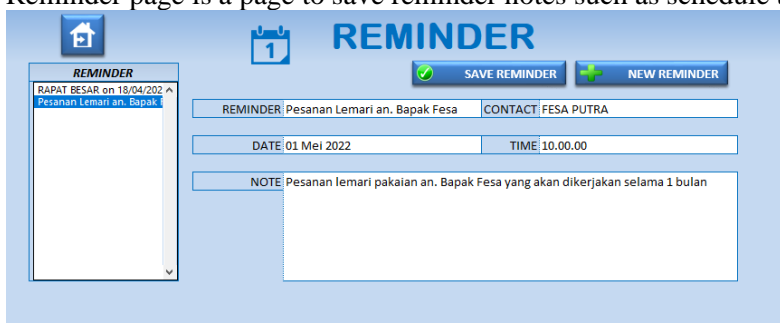 Reminder page is a page to save reminder notes such as schedule
1
REMINDER
SAVE REMINDER
NEW REMINDER
REMINDER
RAPAT BESAR on 18/04/202
Pesanan Lemari an. Bapak
REMINDER Pesanan Lemari an. Bapak Fesa CONTACT FESA PUTRA
DATE 01 Mei 2022 TIME 10.00.00
NOTE Pesanan lemari pakaian an. Bapak Fesa yang akan dikerjakan selama 1 bulan